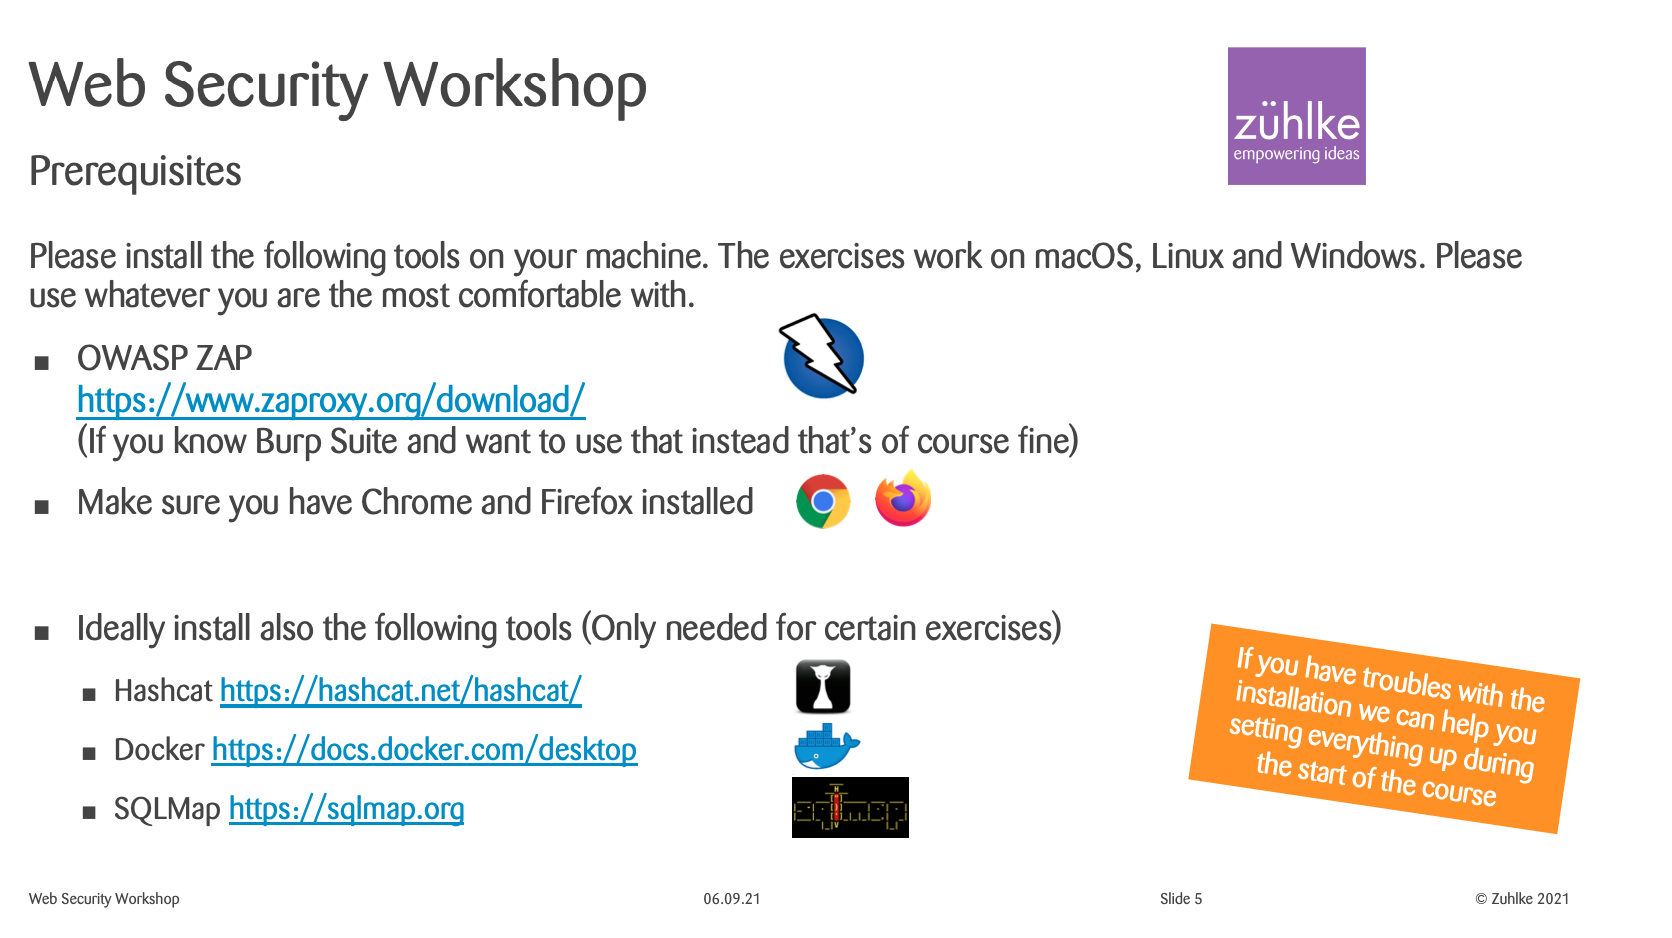 Web Security Workshop
zühlke
empowering ideas
Prerequisites
Please install the following tools on your machine. The exercises work on macOS, Linux and Windows. Please
use whatever you are the most comfortable with.
■ OWASP ZAP
https://www.zaproxy.org/download/
(If you know Burp Suite and want to use that instead that’s of course fine)
■ Make sure you have Chrome and Firefox installed
■ Ideally install also the following tools (Only needed for certain exercises)
■ Hashcat https://hashcat.net/hashcat/
■ Docker https://docs.docker.com/desktop
■ SQLMap https://sqlmap.org
sqlmap
If you have troubles with the
installation we can help you
setting everything up during
the start of the course
Web Security Workshop
06.09.21
Slide 5
© Zuhlke 2021